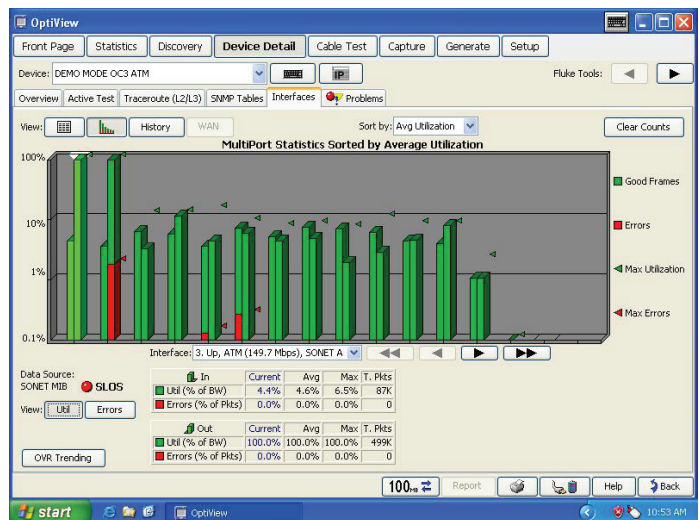 OptiView
Front Page Statistics Discovery Device Detail Cable Test Capture Generate Setup
Device: DEMO MODE OC3 ATM IP Fluke Tools:
Overview Active Test Traceroute (L2/L3) SNMP Tables Interfaces Problems
View: History WAN Sort by: Avg Utilization Clear Counts
MultiPort Statistics Sorted by Average Utilization
100%
Good Frames
10%
Errors
1%
Max Utilization
Max Errors
0.1%
Interface: 3. Up, ATM (149.7 Mbps), SONET A
Data Source:
SONET MIB SLOS
View: Util Errors
In Current Avg Max T. Pkts
Util (% of BW) 4.4% 4.6% 6.5% 87K
Errors (% of Pkts) 0.0% 0.0% 0.0% 0
Out Current Avg Max T. Pkts
Util (% of BW) 100.0% 100.0% 100.0% 499K
Errors (% of Pkts) 0.0% 0.0% 0.0% 0
OVR Trending
100 MB Report Help Back
start OptiView 10:53 AM